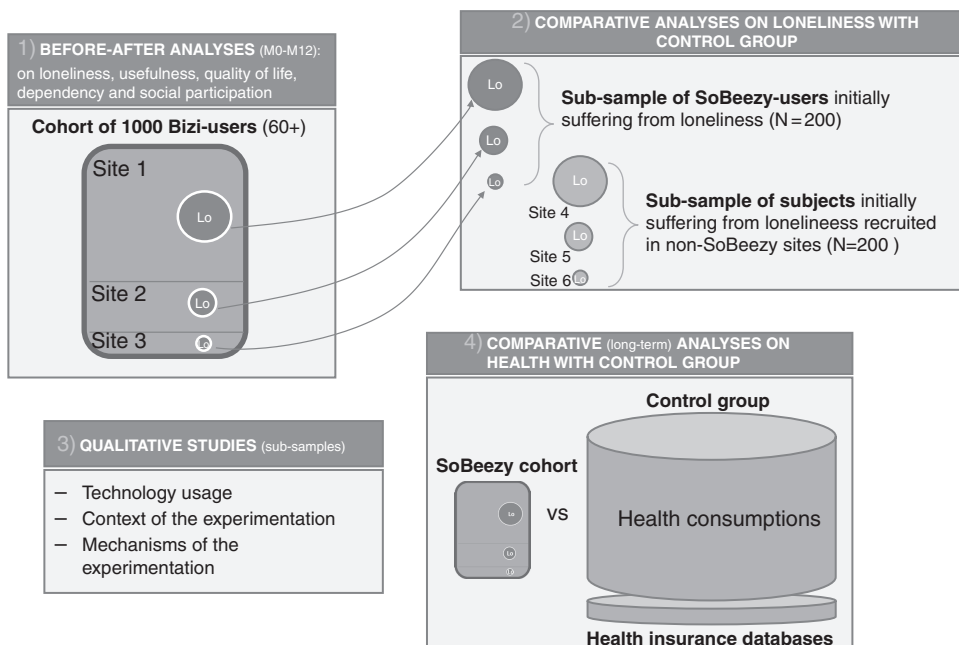 1) BEFORE-AFTER ANALYSES (M0-M12):
on loneliness, usefulness, quality of life,
dependency and social participation
Cohort of 1000 Bizi-users (60+)
Site 1
Lo
Site 2
Lo
Site 3
Lo
2) COMPARATIVE ANALYSES ON LONELINESS WITH
CONTROL GROUP
Lo
Lo
Lo
Sub-sample of SoBeezy-users initially
suffering from loneliness (N=200)
Lo
Site 4
Lo
Site 5
Site 6 Lo
Sub-sample of subjects initially
suffering from lonelineess recruited
in non-SoBeezy sites (N=200 )
3) QUALITATIVE STUDIES (sub-samples)
– Technology usage
– Context of the experimentation
– Mechanisms of the
experimentation
4) COMPARATIVE (long-term) ANALYSES ON
HEALTH WITH CONTROL GROUP
Control group
SoBeezy cohort
Lo
Lo
Lo
VS
Health consumptions
Health insurance databases